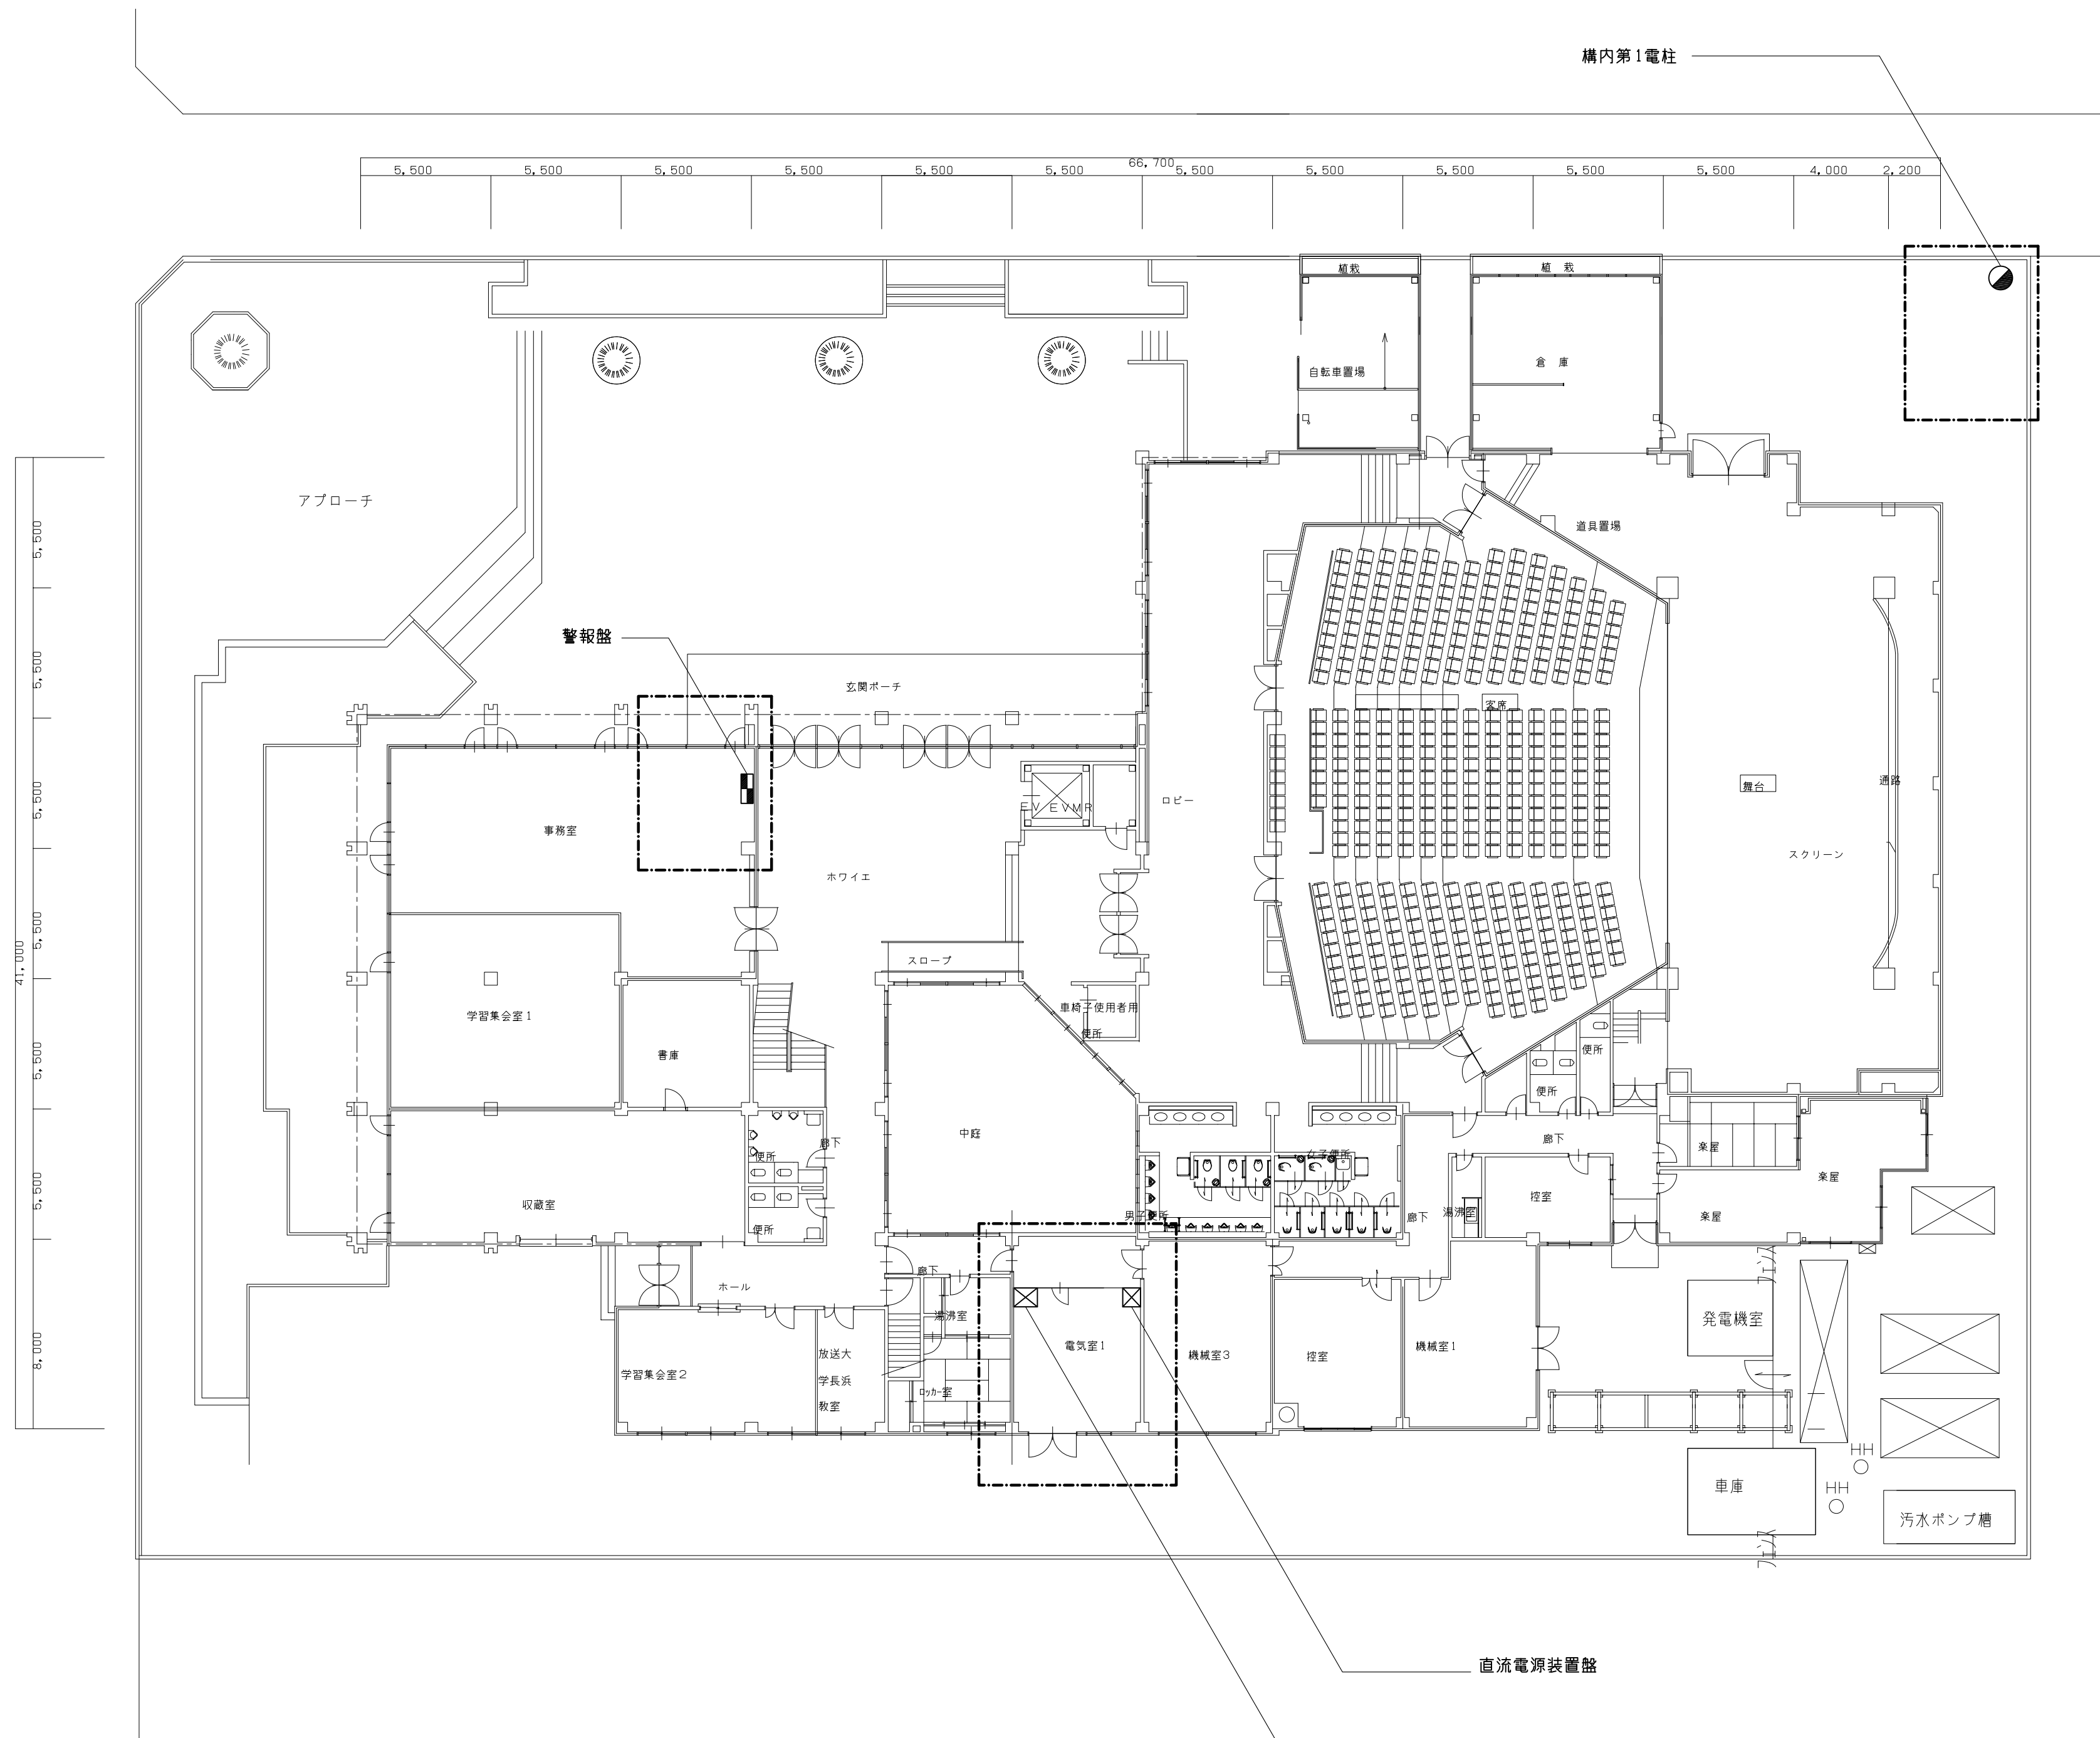 構内第1電柱
66,700
5,500 5,500 5,500 5,500 5,500 5,500 5,500 5,500 5,500 5,500 5,500 4,000 2,200
植栽
植 栽
自転車置場
倉 庫
アプローチ
5,500
道具置場
警報盤
5,500
玄関ポーチ
客席
舞台
通路
5,500
EV EVMR
ロビー
事務室
スクリーン
ホワイエ
5,500
41,000
スロープ
学習集会室1
車椅子使用者用
便所
書庫
5,500
便所
便所
中庭
廊下
便所
女子便所
廊下
楽屋
楽屋
5,500
収蔵室
便所
男子便所
廊下
湯沸室
控室
楽屋
廊下
ホール
湯沸室
発電機室
8,000
電気室1
機械室3
控室
機械室1
学習集会室2
放送大
学長浜
教室
ロッカー室
HH
車庫
HH
汚水ポンプ槽
直流電源装置盤